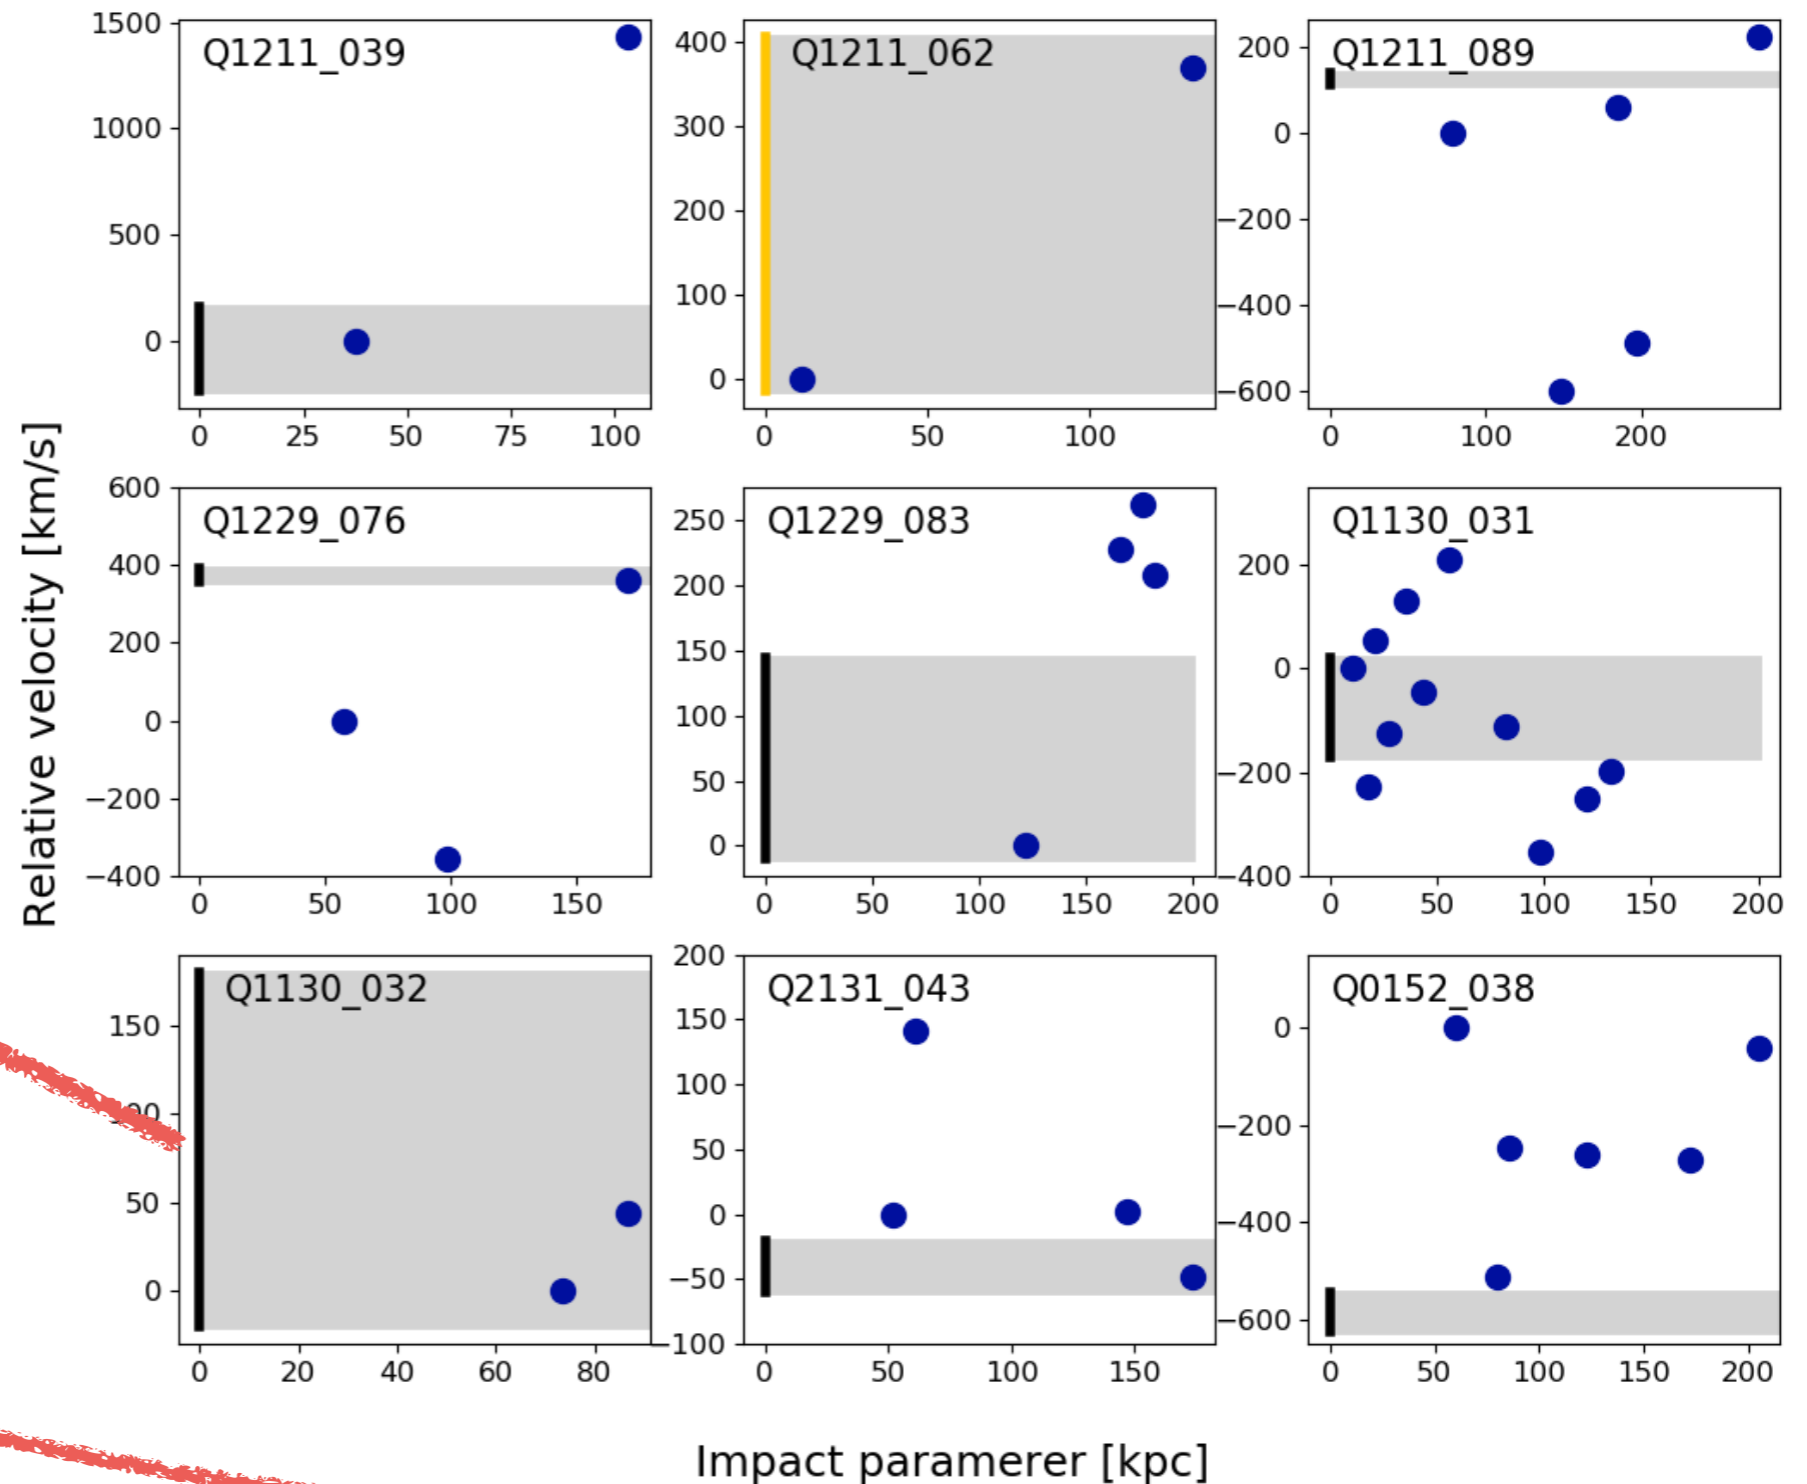 Relative velocity [km/s]
Q1211_039
1500
1000
500
0
0 25 50 75 100
Q1211_062
400
300
200
100
0
0 50 100
Q1211_089
200
0
−200
−400
−600
0 100 200
Q1229_076
600
400
200
0
−200
−400
0 50 100 150
Q1229_083
250
200
150
100
50
0
0 50 100 150 200
Q1130_031
200
0
−200
−400
0 50 100 150 200
Q1130_032
150
50
0
0 20 40 60 80
Q2131_043
200
150
100
50
0
−50
−100
0 50 100 150
Q0152_038
0
−200
−400
−600
0 50 100 150 200
Impact paramerer [kpc]